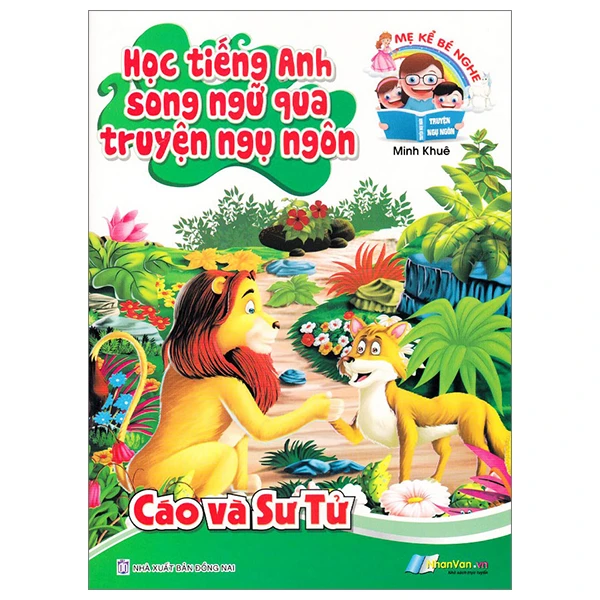 Học tiếng Anh
song ngữ qua
truyện ngụ ngôn
MẸ KỂ BÉ NGHE
TRUYỆN
NGỤ NGÔN
Minh Khuê
Cáo và Sư Tử
NHÀ XUẤT BẢN ĐỒNG NAI
NhanVan.vn